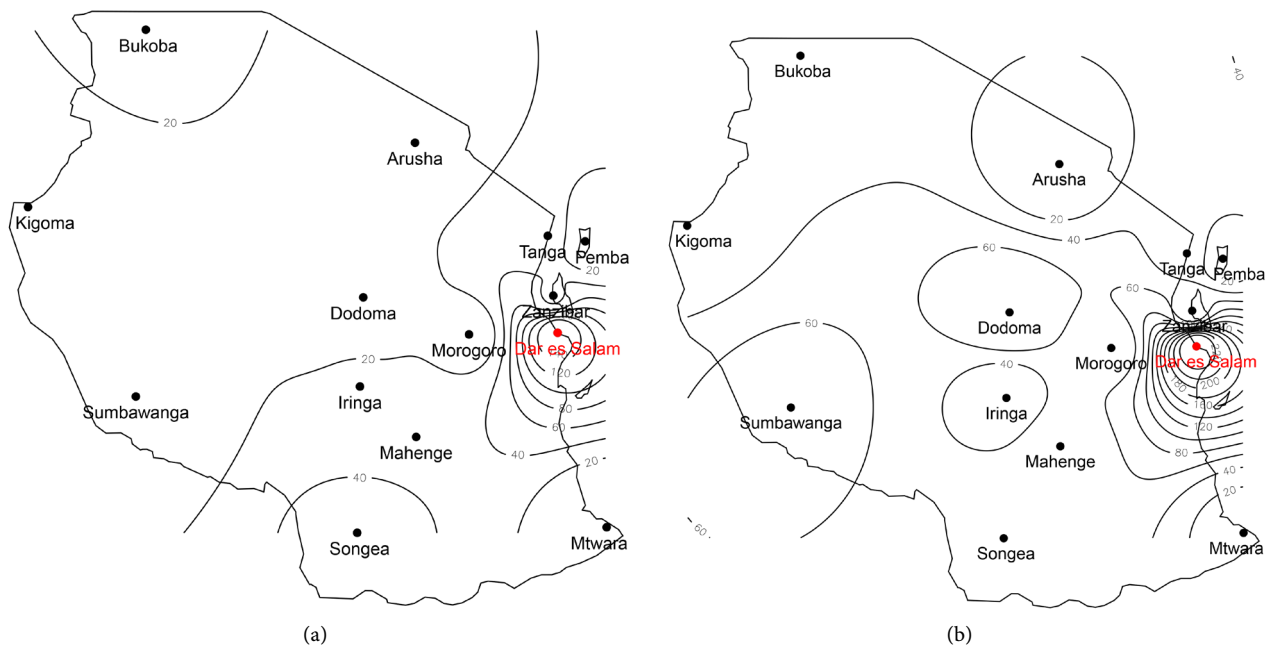 Bukoba
20
Arusha
Kigoma
Tanga
Pemba
20
Dodoma
Zanzibar
Morogoro
Dar es Salam
20
120
Iringa
Sumbawanga
80
60
Mahenge
40
20
40
Songea
Mtwara
(a)
40
Bukoba
Arusha
20
Kigoma
40
60
Tanga
Pemba
20
60
Dodoma
Zanzibar
60
Morogoro
Dar es Salam
40
180
200
Iringa
160
Sumbawanga
120
Mahenge
80
40
20
60
Songea
Mtwara
(b)